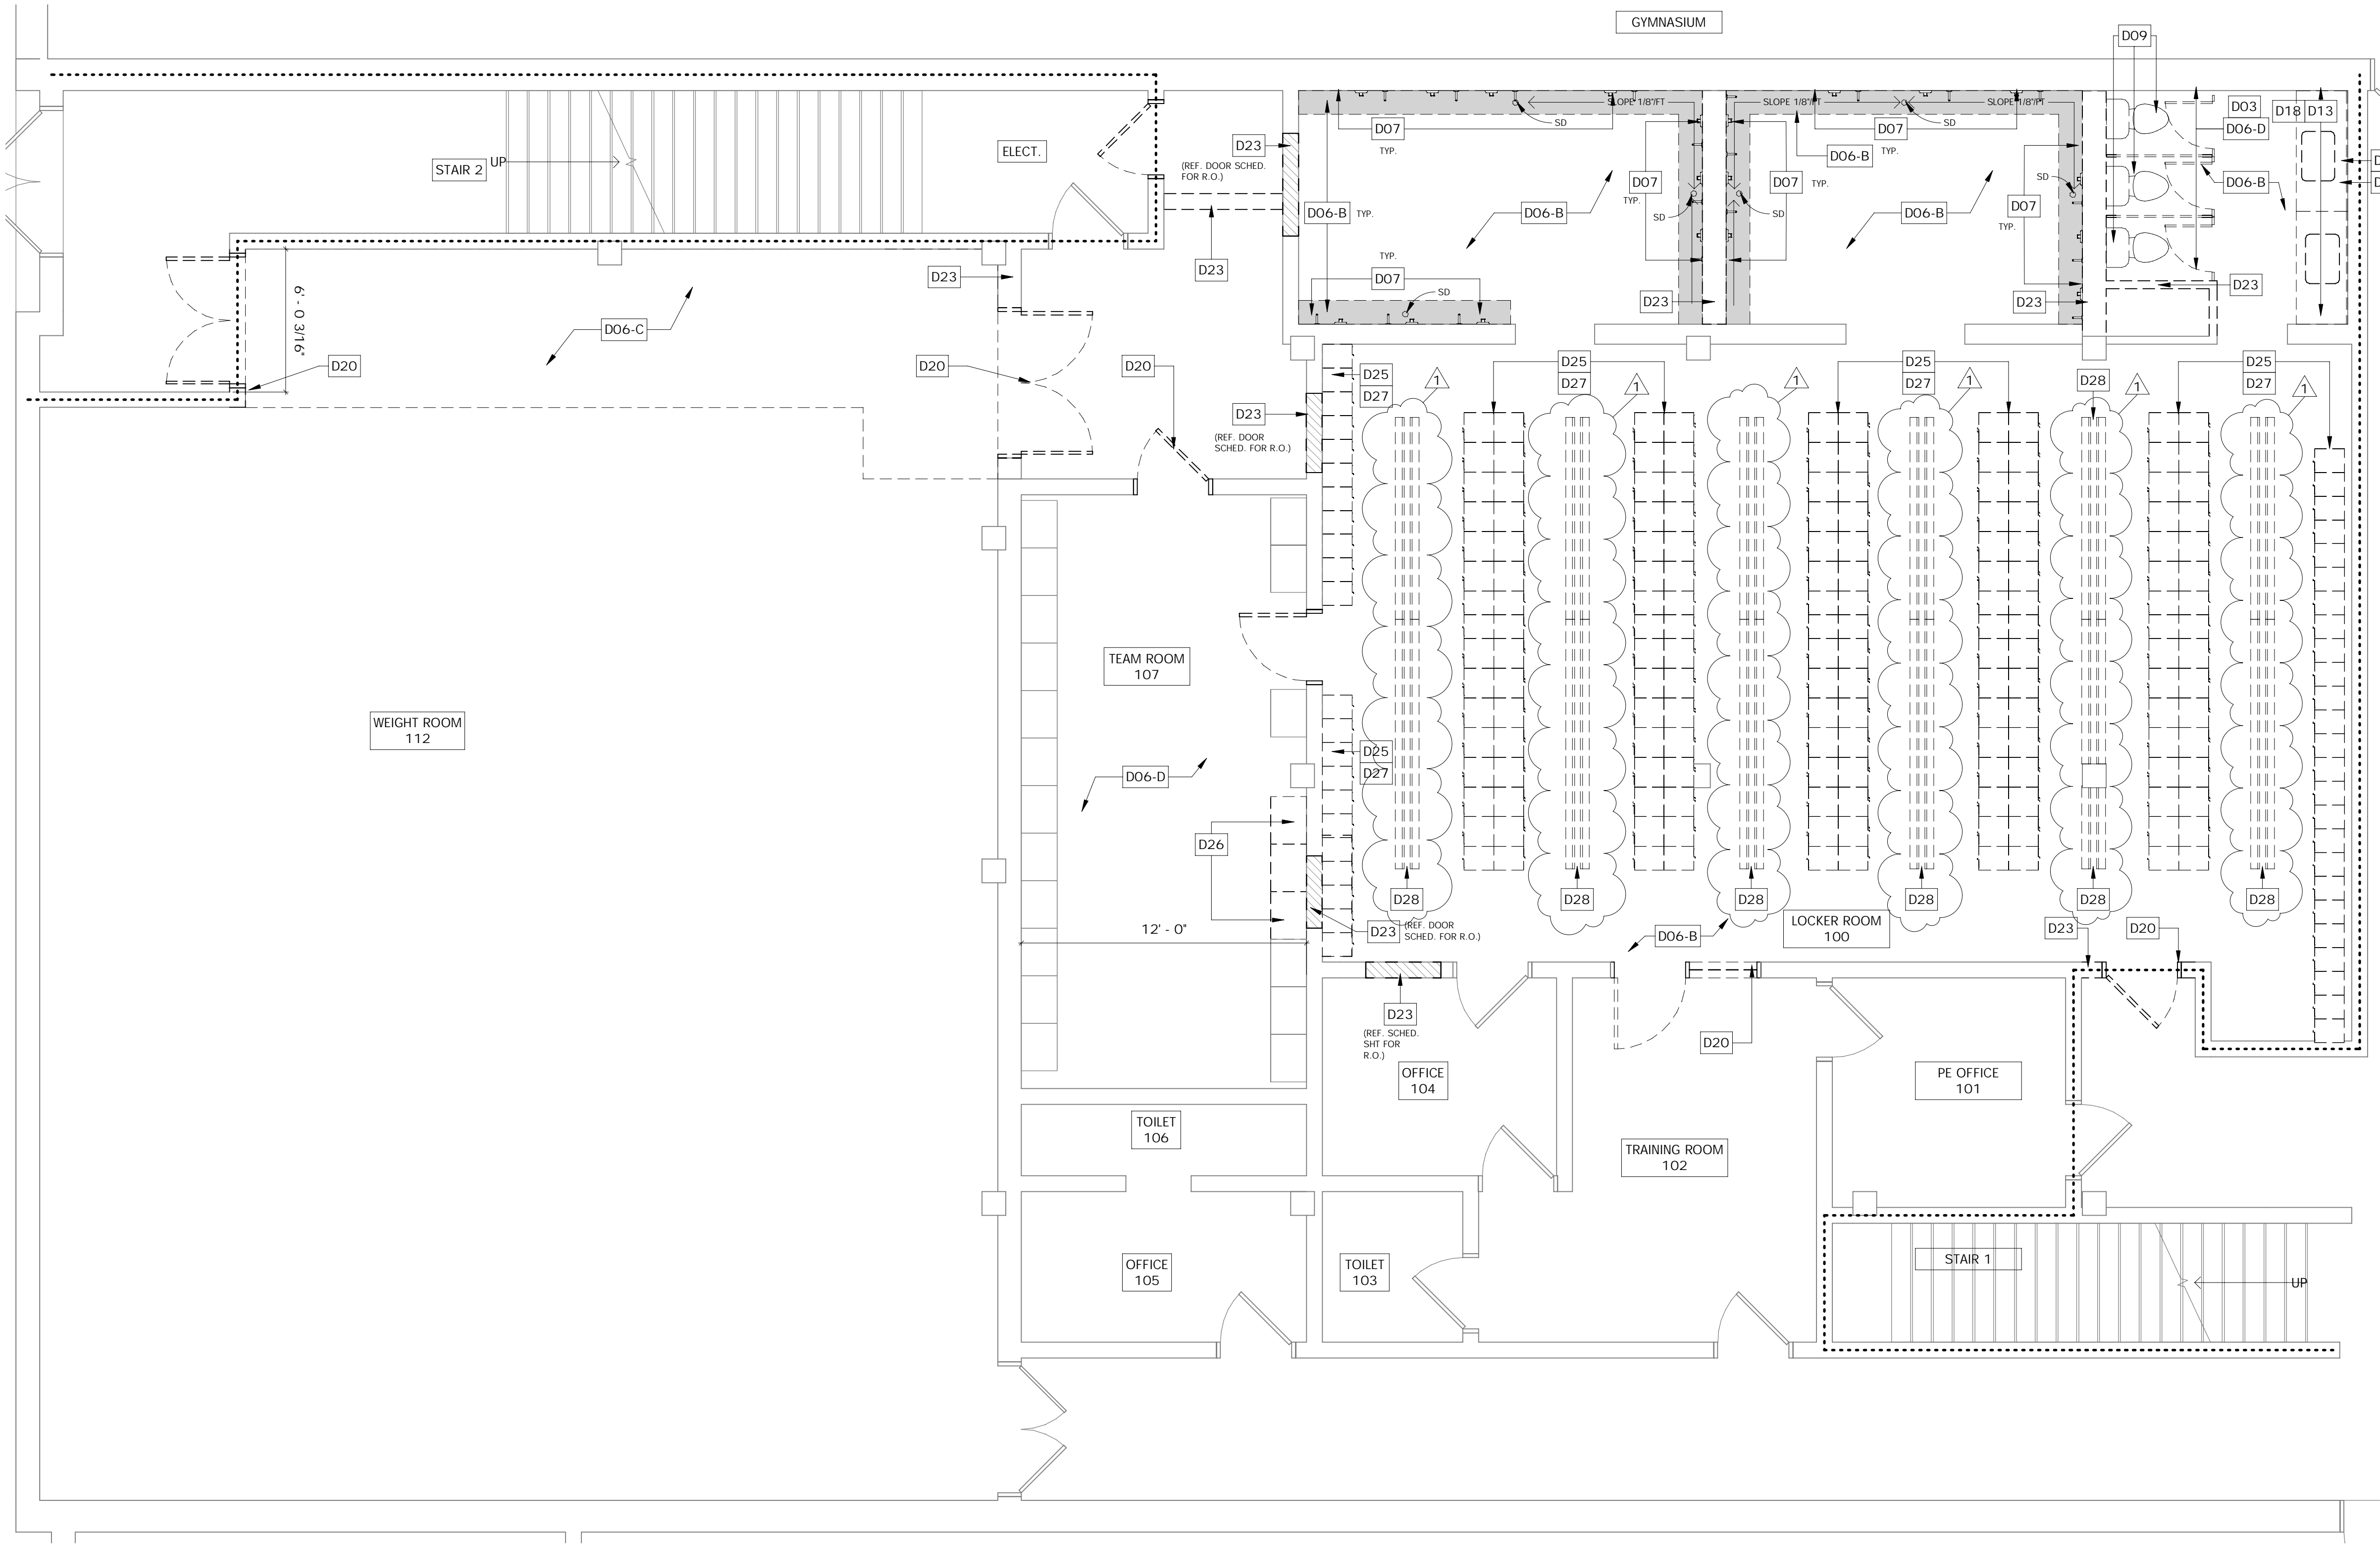 GYMNASIUM
D09
D03
D18 D13
D06-D
D06-B
D23
ELECT.
STAIR 2
UP
D23
(REF. DOOR SCHED.
FOR R.O.)
D23
D07
TYP.
SD
SLOPE 1/8"/FT
SLOPE 1/8"/FT
SLOPE 1/8"/FT
D07
TYP.
SD
D06-B
D06-B TYP.
D06-B
D07
TYP.
SD
D07 TYP.
SD
D06-B
D07
TYP.
SD
TYP.
D07
SD
D23
D23
D23
6' - 0 3/16"
D06-C
D20
D20
D20
D23
(REF. DOOR
SCHED. FOR R.O.)
D25
D27
1
D25
D27
1
1
D25
D27
1
D28
1
D25
D27
1
TEAM ROOM
107
WEIGHT ROOM
112
D06-D
D25
D27
D26
12' - 0"
D28
D28
D28
D28
D28
D28
D23
(REF. DOOR
SCHED. FOR R.O.)
D06-B
LOCKER ROOM
100
D23
D20
D23
(REF. SCHED.
SHT FOR
R.O.)
D20
OFFICE
104
PE OFFICE
101
TOILET
106
TRAINING ROOM
102
OFFICE
105
TOILET
103
STAIR 1
UP